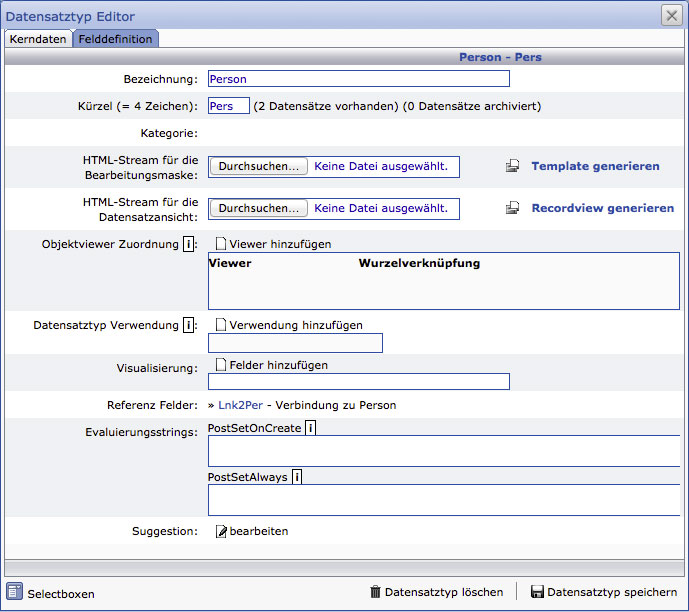 Datensatztyp Editor
Kerndaten Felddefinition
Person - Pers
Bezeichnung: Person
Kürzel (= 4 Zeichen): Pers (2 Datensätze vorhanden) (0 Datensätze archiviert)
Kategorie:
HTML-Stream für die
Bearbeitungsmaske: Durchsuchen... Keine Datei ausgewählt. Template generieren
HTML-Stream für die
Datensatzansicht: Durchsuchen... Keine Datei ausgewählt. Recordview generieren
Objektviewer Zuordnung i: Viewer hinzufügen
Viewer Wurzelverknüpfung
Datensatztyp Verwendung i: Verwendung hinzufügen
Visualisierung: Felder hinzufügen
Referenz Felder: » Lnk2Per - Verbindung zu Person
Evaluierungsstrings: PostSetOnCreate i
PostSetAlways i
Suggestion: bearbeiten
Selectboxen Datensatztyp löschen Datensatztyp speichern